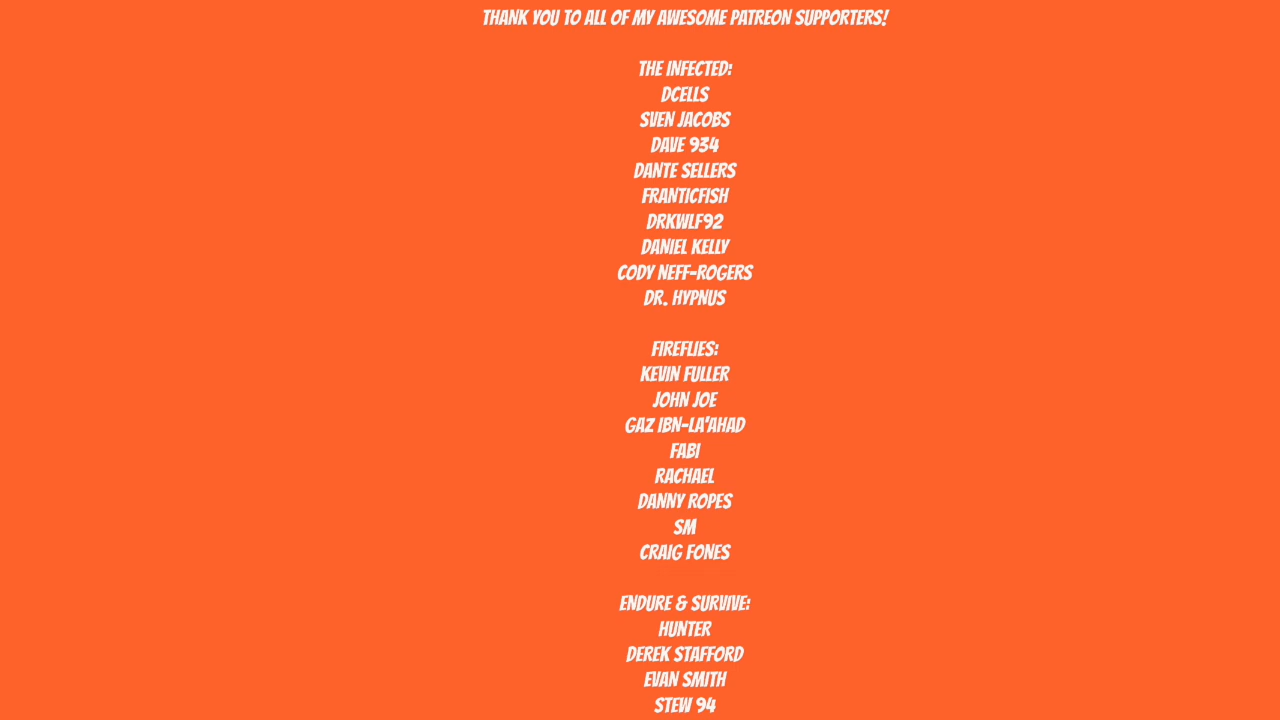 THANK YOU TO ALL OF MY AWESOME PATREON SUPPORTERS!
THE INFECTED:
DCELLS
SVEN JACOBS
DAVE 934
DANTE SELLERS
FRANTICFISH
DRKWLF92
DANIEL KELLY
CODY NEFF-ROGERS
DR. HYPNUS
FIREFLIES:
KEVIN FULLER
JOHN JOE
GAZ IBN-LA'AHAD
FABI
RACHAEL
DANNY ROPES
SM
CRAIG FONES
ENDURE & SURVIVE:
HUNTER
DEREK STAFFORD
EVAN SMITH
STEW 94